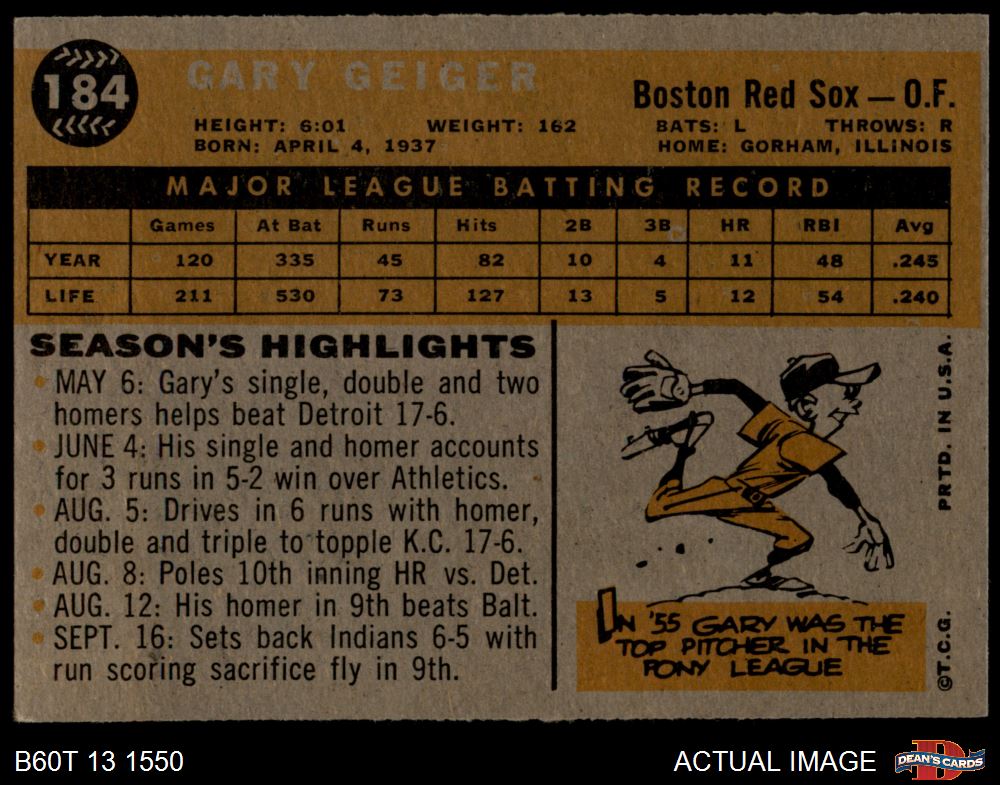 184
GARY GEIGER
Boston Red Sox — O.F.
HEIGHT: 6:01 WEIGHT: 162 BATS: L THROWS: R
BORN: APRIL 4, 1937 HOME: GORHAM, ILLINOIS
MAJOR LEAGUE BATTING RECORD
Games At Bat Runs Hits 2B 3B HR RBI Avg
YEAR 120 335 45 82 10 4 11 48 .245
LIFE 211 530 73 127 13 5 12 54 .240
SEASON'S HIGHLIGHTS
• MAY 6: Gary's single, double and two
homers helps beat Detroit 17-6.
• JUNE 4: His single and homer accounts
for 3 runs in 5-2 win over Athletics.
• AUG. 5: Drives in 6 runs with homer,
double and triple to topple K.C. 17-6.
• AUG. 8: Poles 10th inning HR vs. Det.
• AUG. 12: His homer in 9th beats Balt.
• SEPT. 16: Sets back Indians 6-5 with
run scoring sacrifice fly in 9th.
IN '55 GARY WAS THE
TOP PITCHER IN THE
PONY LEAGUE
©T.C.G. PRTD. IN U.S.A.
B60T 13 1550
ACTUAL IMAGE
DEAN'S CARDS